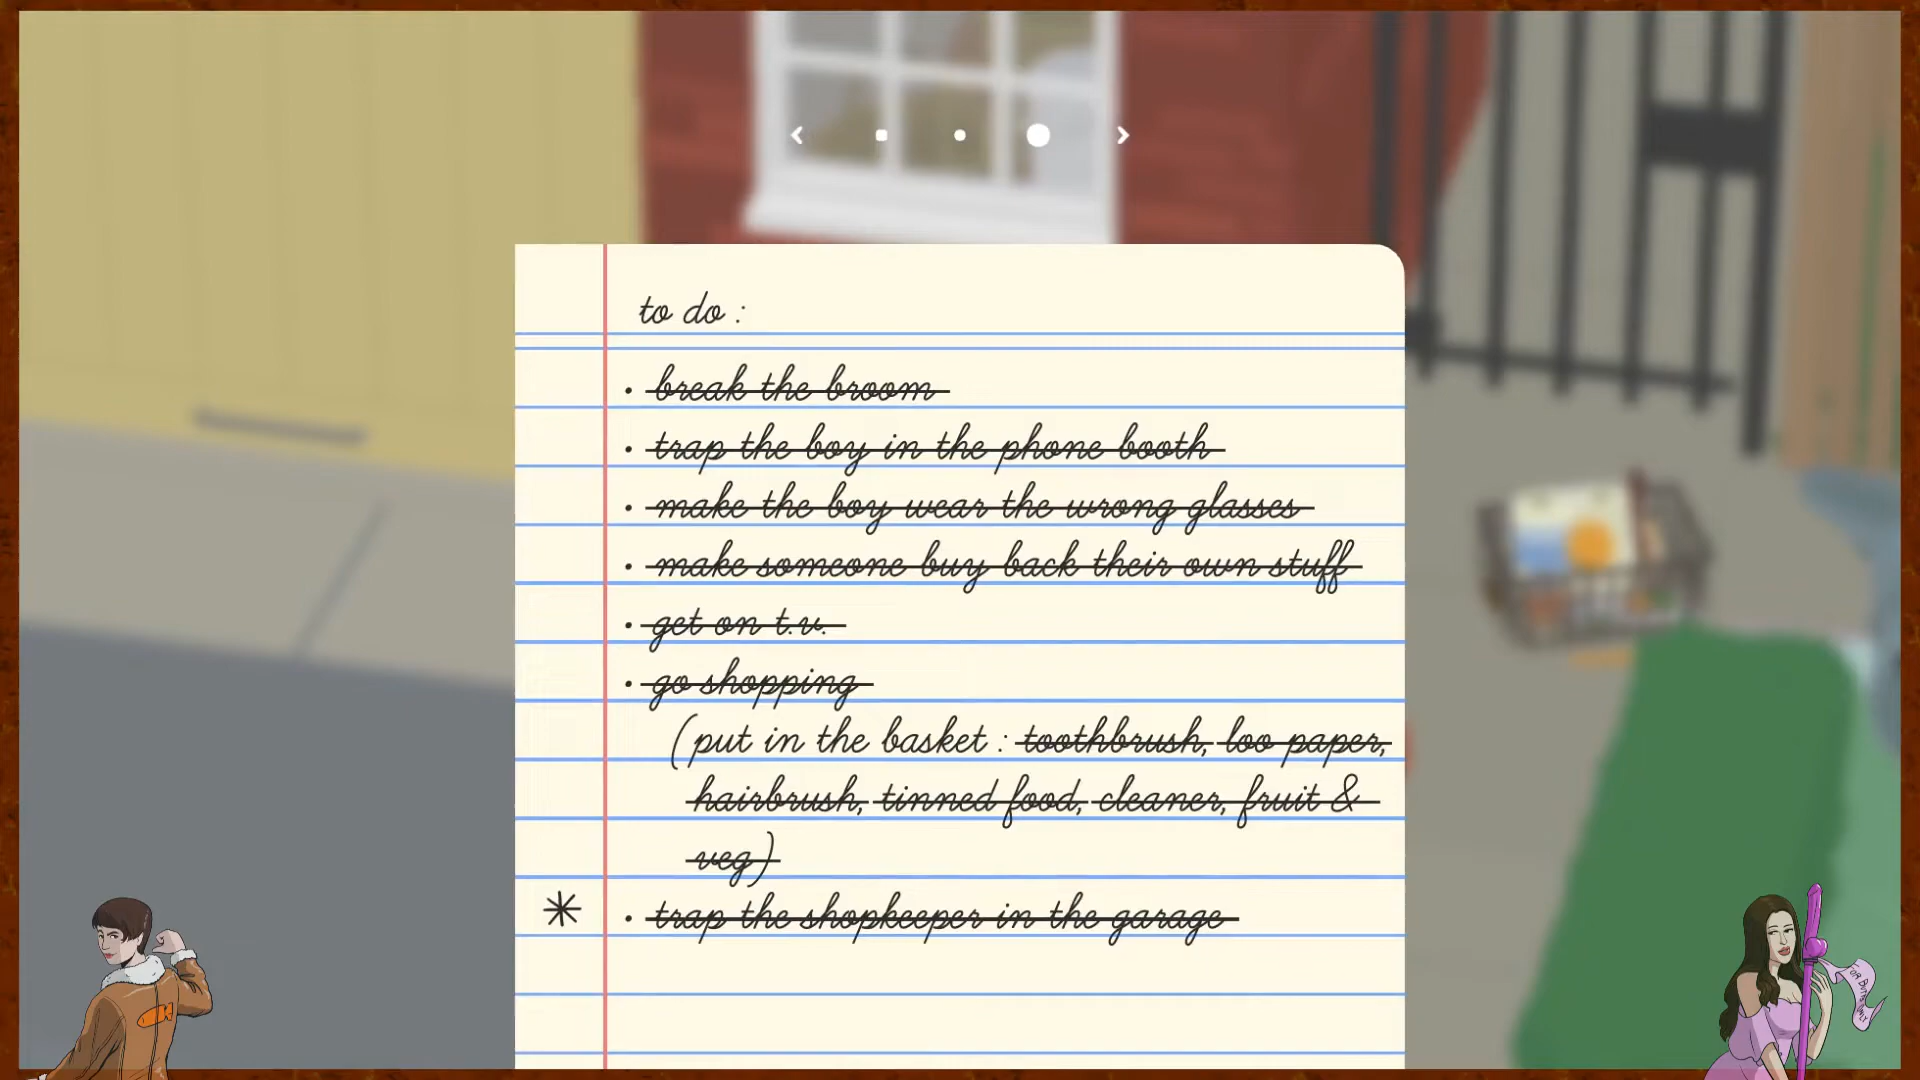 to do :
• break the broom
• trap the boy in the phone booth
• make the boy wear the wrong glasses
• make someone buy back their own stuff
• get on t.v.
• go shopping
(put in the basket : toothbrush, loo paper,
hairbrush, tinned food, cleaner, fruit &
veg)
• trap the shopkeeper in the garage